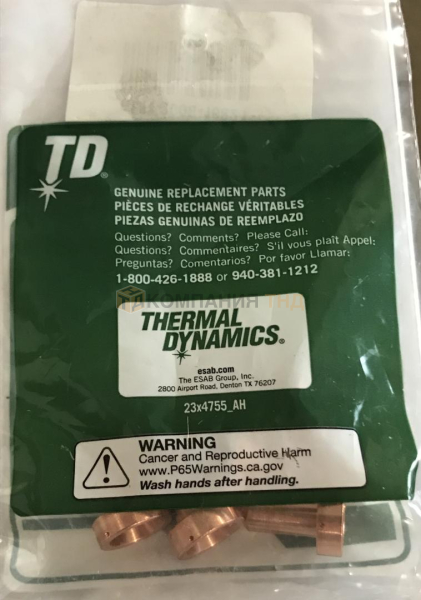 TD®
GENUINE REPLACEMENT PARTS
PIÈCES DE RECHANGE VÉRITABLES
PIEZAS GENUINAS DE REEMPLAZO
Questions? Comments? Please Call:
Questions? Commentaires? S'il vous plaît Appel:
Preguntas? Comentarios? Por favor Llamar:
1-800-426-1888 or 940-381-1212
КОМПАНИЯ ТНД
THERMAL
DYNAMICS®
esab.com
The ESAB Group, Inc.
2800 Airport Road, Denton TX 76207
23x4755_AH
WARNING
Cancer and Reproductive Harm
www.P65Warnings.ca.gov
Wash hands after handling.